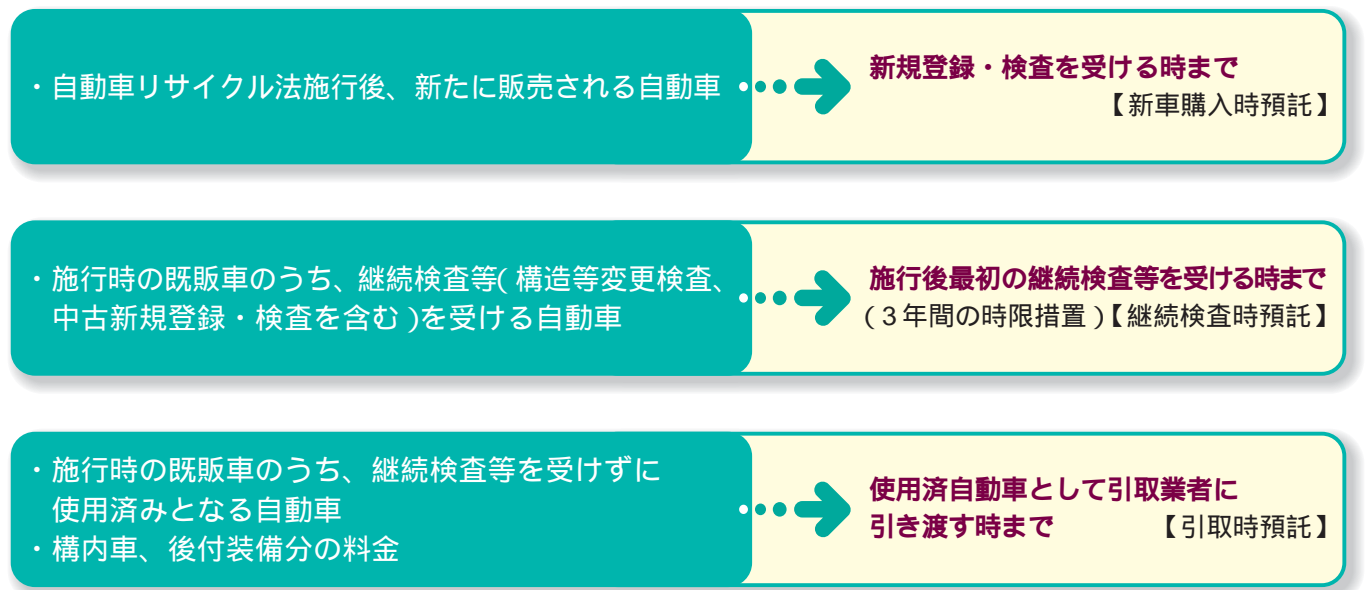 ・自動車リサイクル法施行後、新たに販売される自動車
新規登録・検査を受ける時まで
【新車購入時預託】
・施行時の既販車のうち、継続検査等(構造等変更検査、
中古新規登録・検査を含む)を受ける自動車
施行後最初の継続検査等を受ける時まで
(3年間の時限措置)【継続検査時預託】
・施行時の既販車のうち、継続検査等を受けずに
使用済みとなる自動車
・構内車、後付装備分の料金
使用済自動車として引取業者に
引き渡す時まで 【引取時預託】